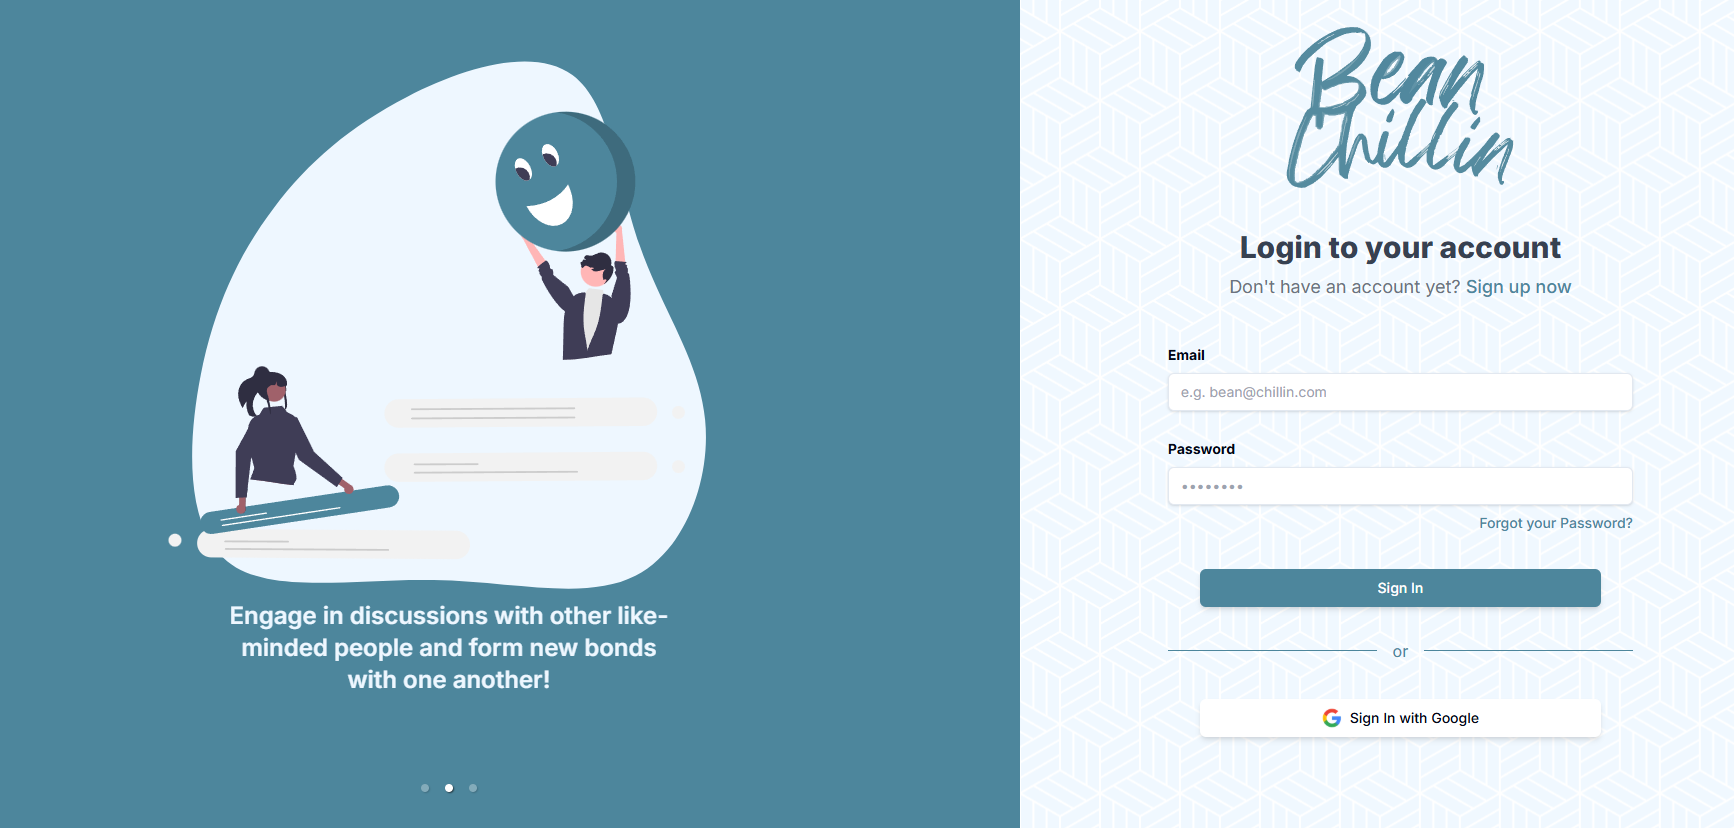 Engage in discussions with other like-
minded people and form new bonds
with one another!
Bean
Chillin
Login to your account
Don't have an account yet? Sign up now
Email
e.g. bean@chillin.com
Password
••••••••
Forgot your Password?
Sign In
or
Sign In with Google